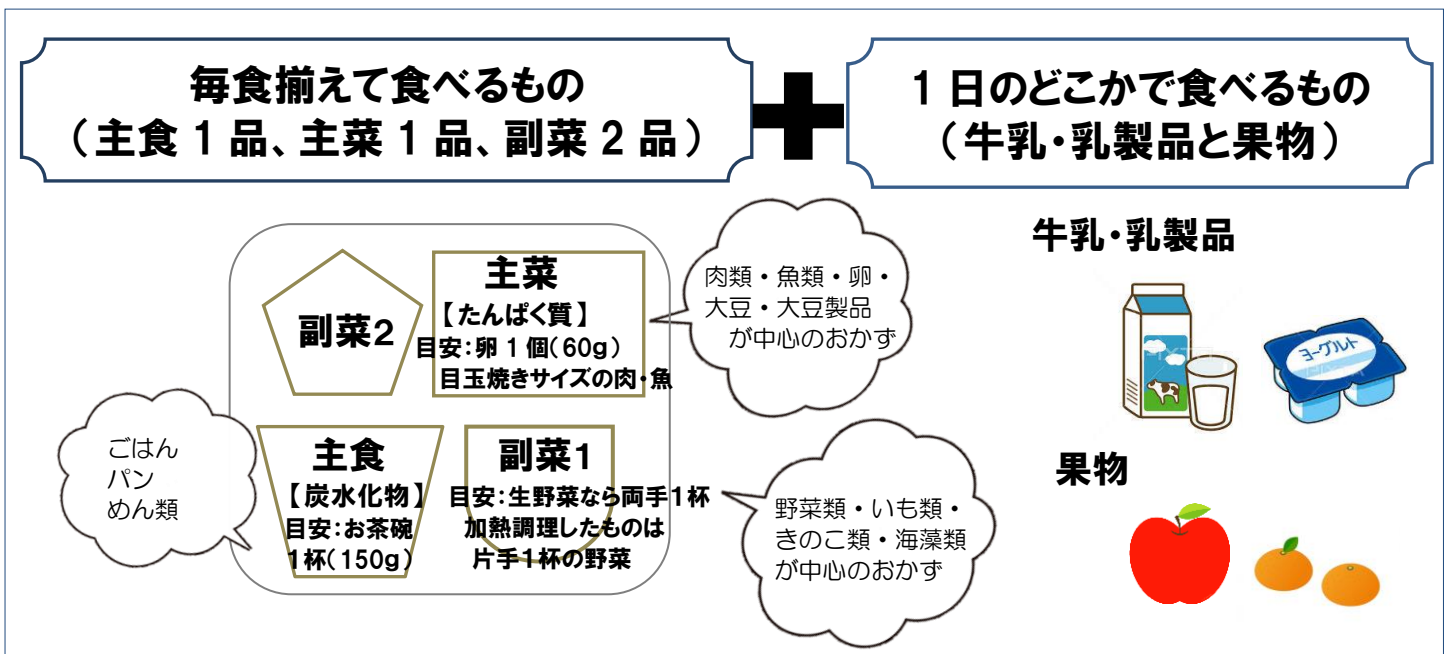 毎食揃えて食べるもの
（主食１品、主菜１品、副菜２品）
１日のどこかで食べるもの
（牛乳・乳製品と果物）
副菜２
主菜
【たんぱく質】
目安：卵１個（60g）
目玉焼きサイズの肉・魚
肉類・魚類・卵・
大豆・大豆製品
が中心のおかず
主食
【炭水化物】
目安：お茶碗
１杯（150g）
ごはん
パン
めん類
副菜１
目安：生野菜なら両手１杯
加熱調理したものは
片手１杯の野菜
野菜類・いも類・
きのこ類・海藻類
が中心のおかず
牛乳・乳製品
ヨーグルト
果物